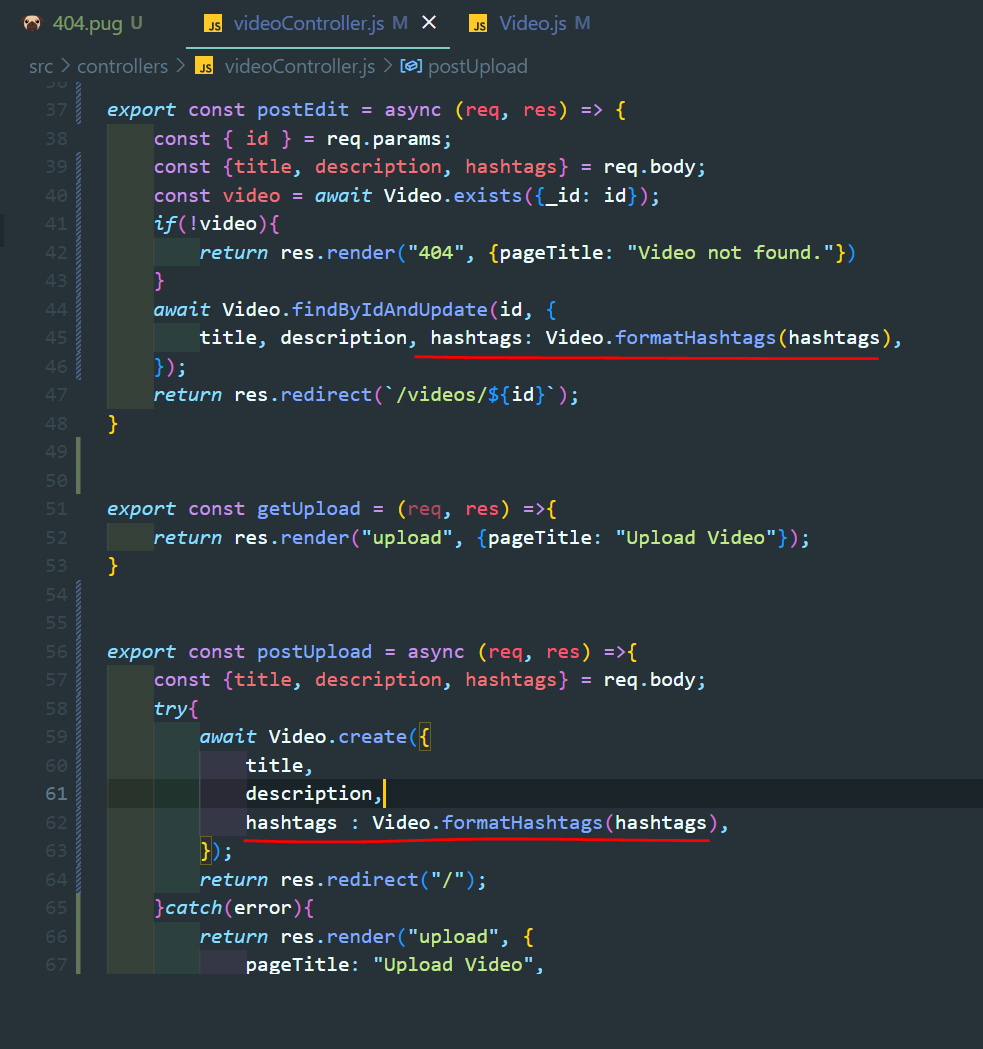 404.pug U
JS videoController.js M
JS Video.js M
src > controllers > JS videoController.js > postUpload
37 export const postEdit = async (req, res) => {
38 const { id } = req.params;
39 const {title, description, hashtags} = req.body;
40 const video = await Video.exists({_id: id});
41 if(!video){
42 return res.render("404", {pageTitle: "Video not found."})
43 }
44 await Video.findByIdAndUpdate(id, {
45 title, description, hashtags: Video.formatHashtags(hashtags),
46 });
47 return res.redirect(`/videos/${id}`);
48 }
49
50
51 export const getUpload = (req, res) =>{
52 return res.render("upload", {pageTitle: "Upload Video"});
53 }
54
55
56 export const postUpload = async (req, res) =>{
57 const {title, description, hashtags} = req.body;
58 try{
59 await Video.create({
60 title,
61 description,
62 hashtags : Video.formatHashtags(hashtags),
63 });
64 return res.redirect("/");
65 }catch(error){
66 return res.render("upload", {
67 pageTitle: "Upload Video",